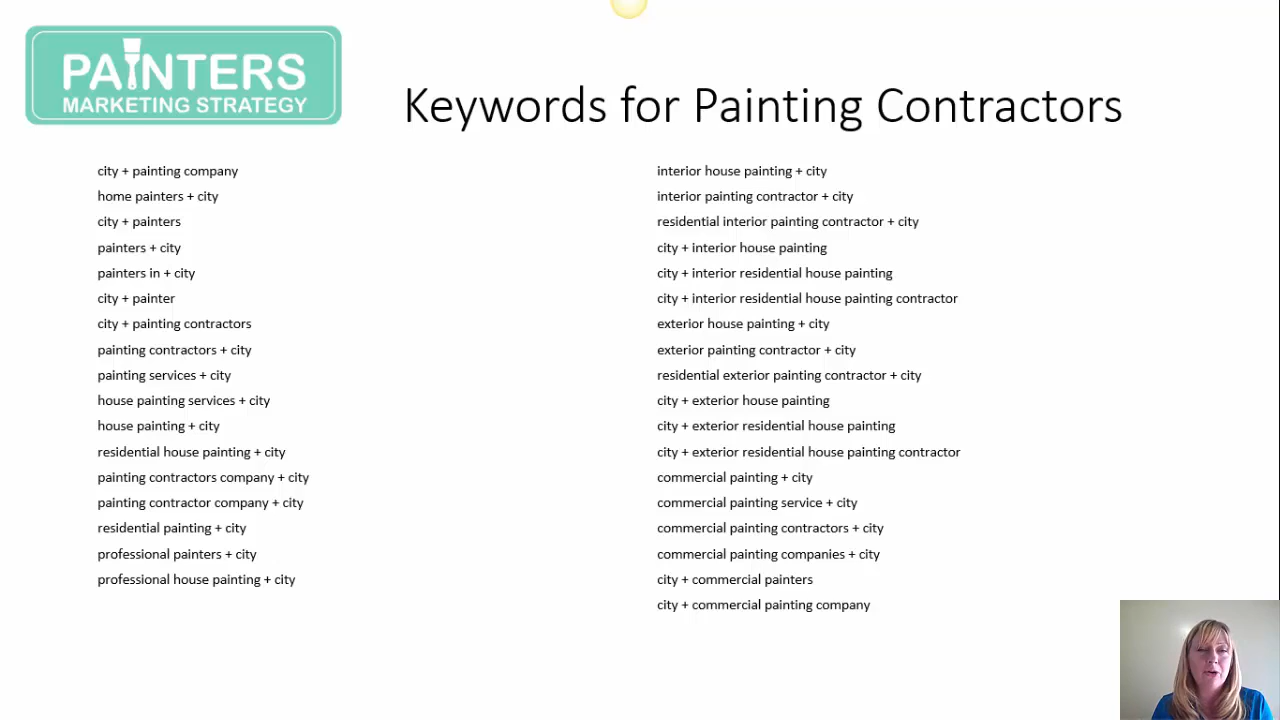 PAINTERS
MARKETING STRATEGY
Keywords for Painting Contractors
city + painting company
home painters + city
city + painters
painters + city
painters in + city
city + painter
city + painting contractors
painting contractors + city
painting services + city
house painting services + city
house painting + city
residential house painting + city
painting contractors company + city
painting contractor company + city
residential painting + city
professional painters + city
professional house painting + city
interior house painting + city
interior painting contractor + city
residential interior painting contractor + city
city + interior house painting
city + interior residential house painting
city + interior residential house painting contractor
exterior house painting + city
exterior painting contractor + city
residential exterior painting contractor + city
city + exterior house painting
city + exterior residential house painting
city + exterior residential house painting contractor
commercial painting + city
commercial painting service + city
commercial painting contractors + city
commercial painting companies + city
city + commercial painters
city + commercial painting company